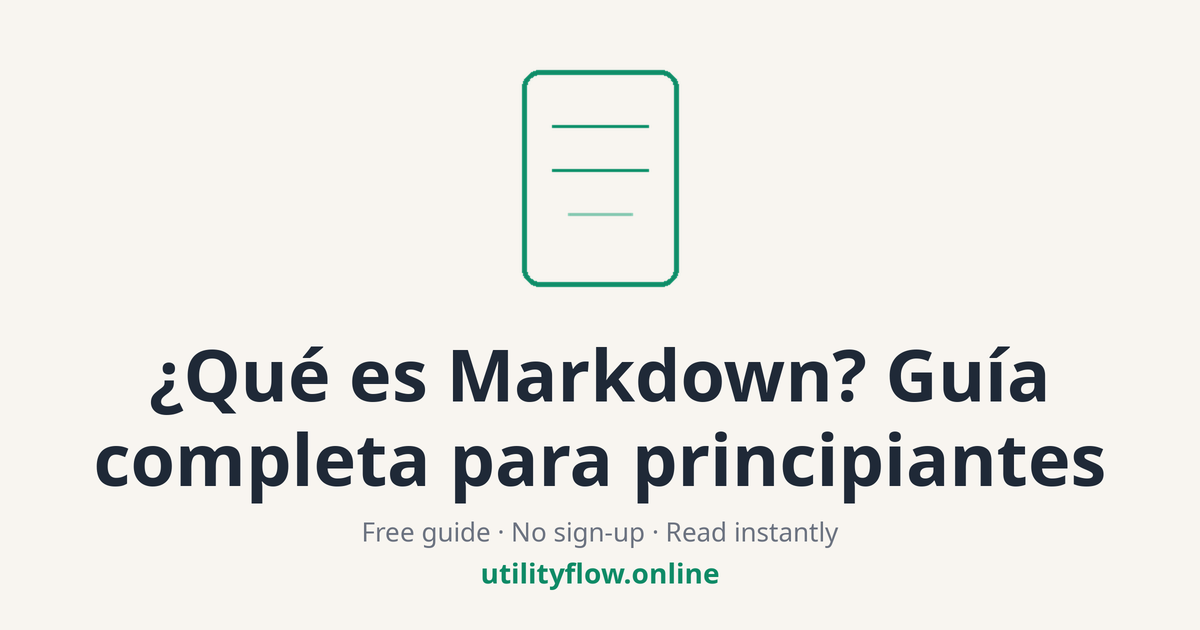 ¿Qué es Markdown? Guía
completa para principiantes
Free guide · No sign-up · Read instantly
utilityflow.online